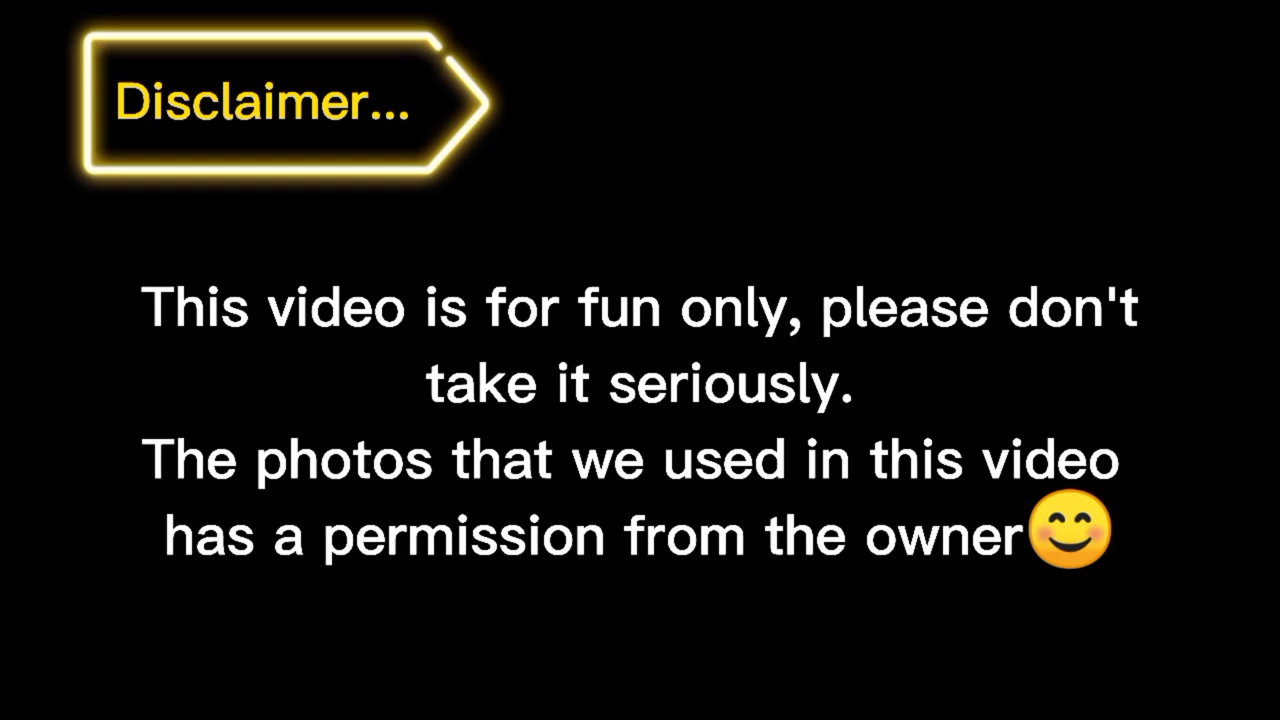 Disclaimer...
This video is for fun only, please don't
take it seriously.
The photos that we used in this video
has a permission from the owner😊